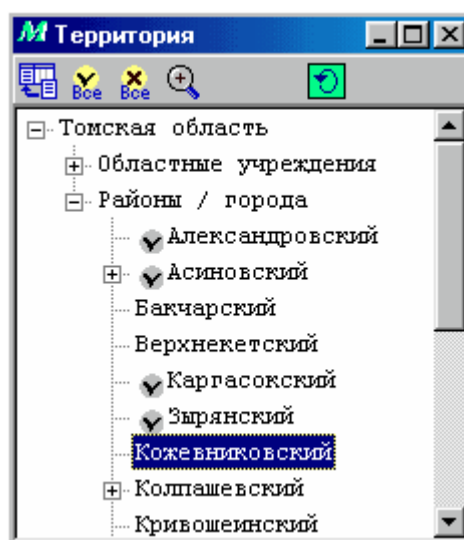 М Территория
Все Все
Томская область
Областные учреждения
Районы / города
Александровский
Асиновский
Бакчарский
Верхнекетский
Каргасокский
Зырянский
Кожевниковский
Колпашевский
Кривошеинский